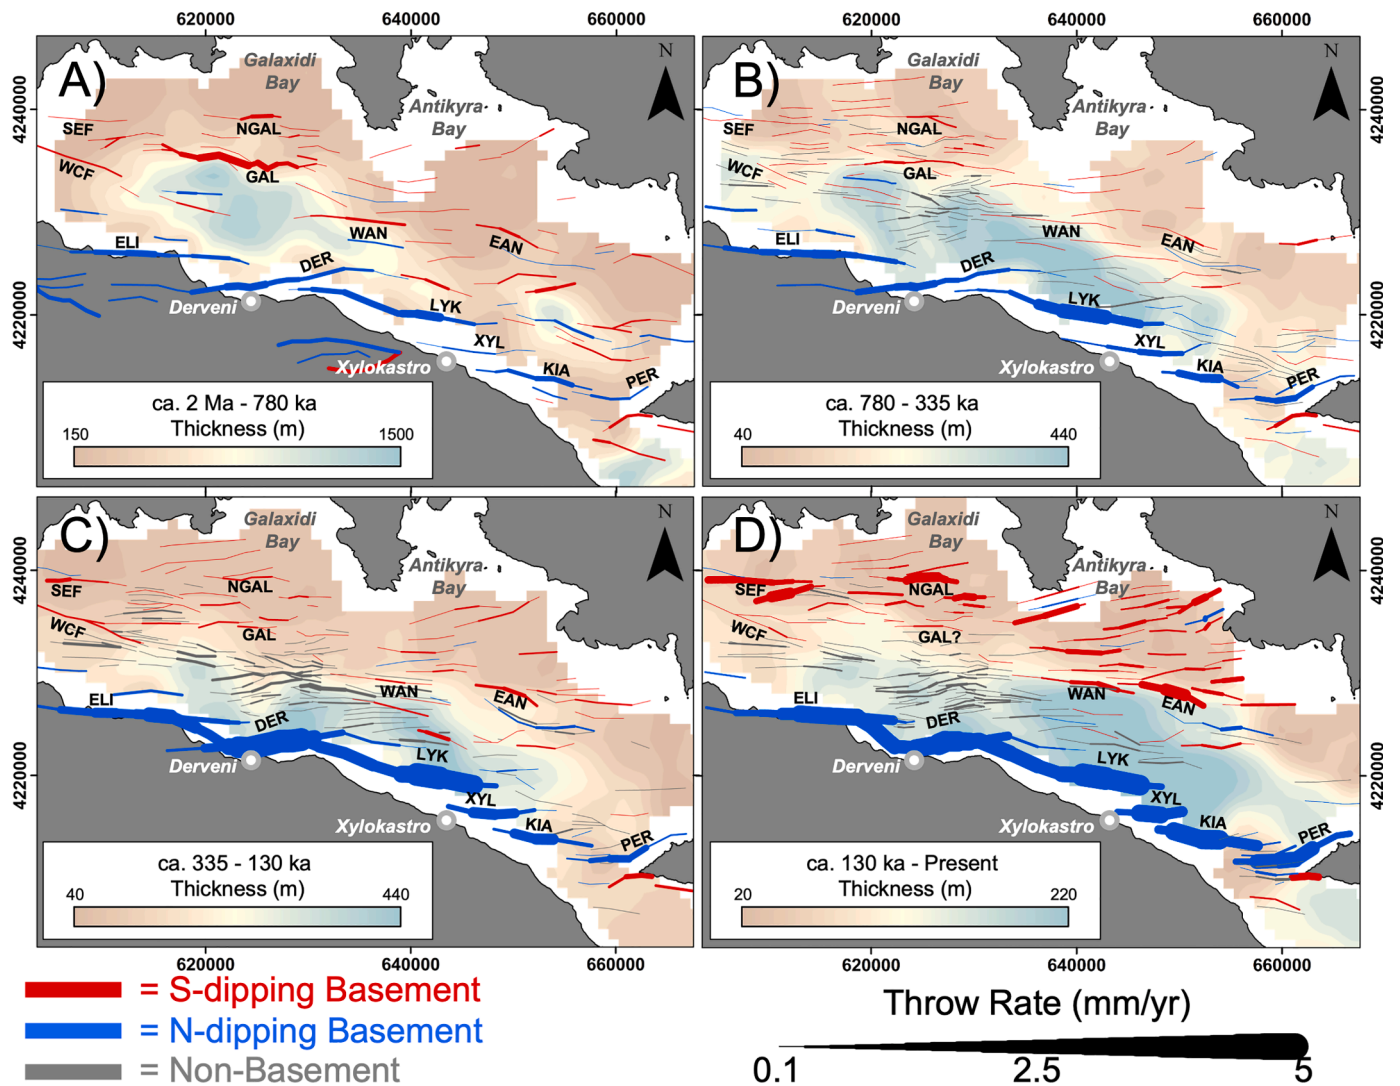 620000 640000 660000 620000 640000 660000
A)
Galaxidi
Bay
Antikyra
Bay
N
4240000
4220000
SEF
NGAL
WCF
GAL
WAN
EAN
ELI
DER
LYK
Derveni
XYL
KIA
PER
Xylokastro
ca. 2 Ma - 780 ka
Thickness (m)
150 1500
B)
Galaxidi
Bay
Antikyra
Bay
N
4240000
4220000
SEF
NGAL
WCF
GAL
WAN
EAN
ELI
DER
LYK
Derveni
XYL
KIA
PER
Xylokastro
ca. 780 - 335 ka
Thickness (m)
40 440
C)
Galaxidi
Bay
Antikyra
Bay
N
4240000
4220000
SEF
NGAL
WCF
GAL
WAN
EAN
ELI
DER
LYK
Derveni
XYL
KIA
PER
Xylokastro
ca. 335 - 130 ka
Thickness (m)
40 440
D)
Galaxidi
Bay
Antikyra
Bay
N
4240000
4220000
SEF
NGAL
WCF
GAL?
WAN
EAN
ELI
DER
LYK
Derveni
XYL
KIA
PER
Xylokastro
ca. 130 ka - Present
Thickness (m)
20 220
620000 640000 660000 620000 640000 660000
= S-dipping Basement
= N-dipping Basement
= Non-Basement
Throw Rate (mm/yr)
0.1 2.5 5